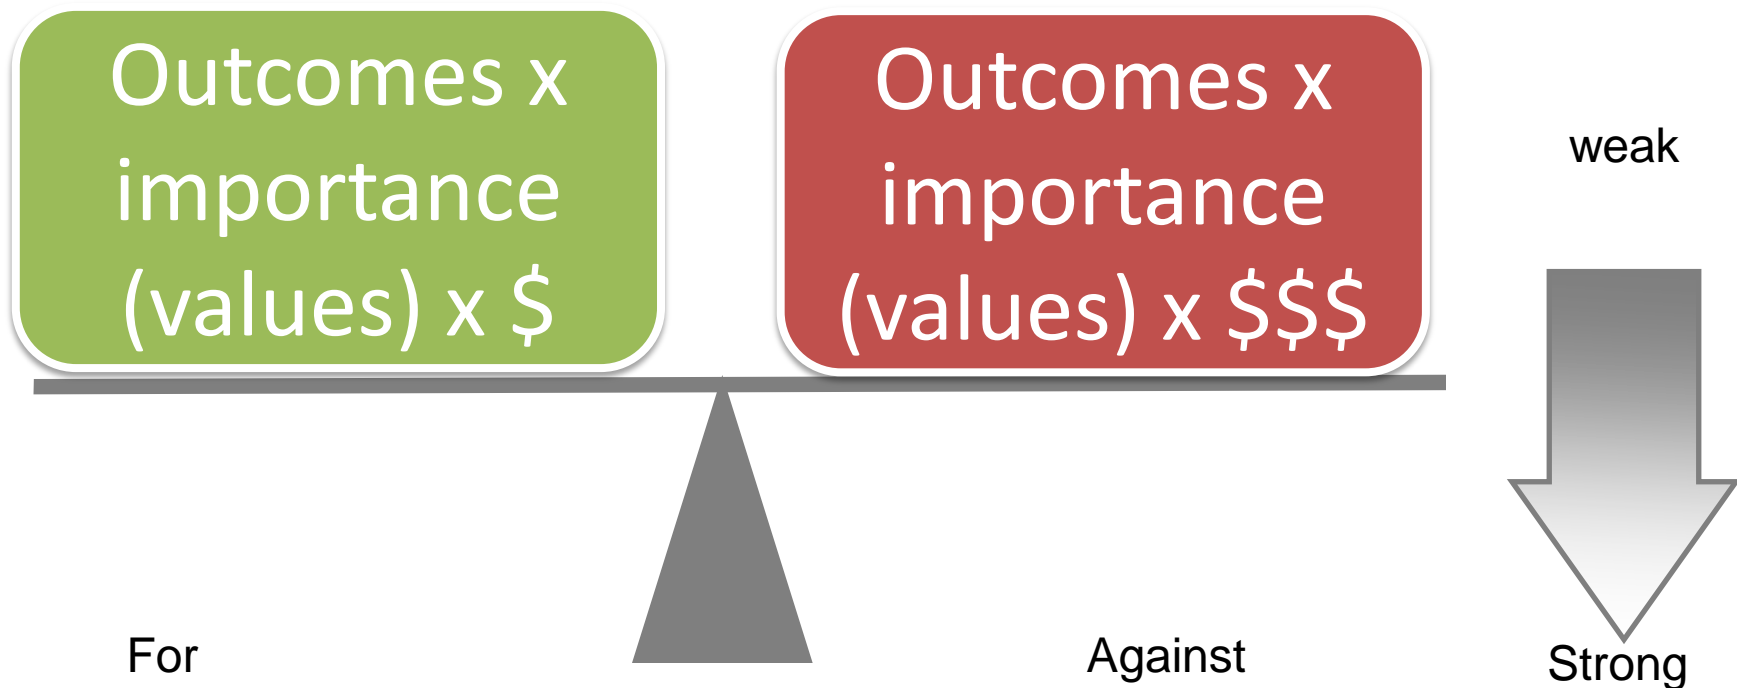 Outcomes x
importance
(values) x $
Outcomes x
importance
(values) x $$$
weak
For
Against
Strong